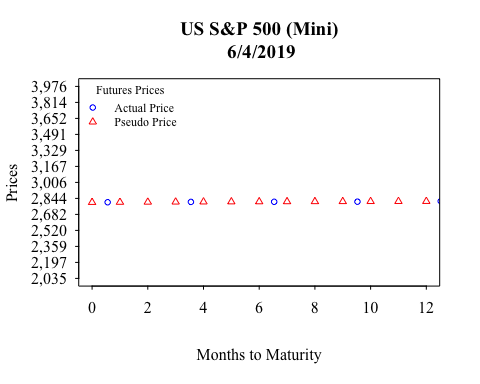 US S&P 500 (Mini)
6/4/2019
Futures Prices
Actual Price
Pseudo Price
Prices
3,976
3,814
3,652
3,491
3,329
3,167
3,006
2,844
2,682
2,520
2,359
2,197
2,035
0 2 4 6 8 10 12
Months to Maturity